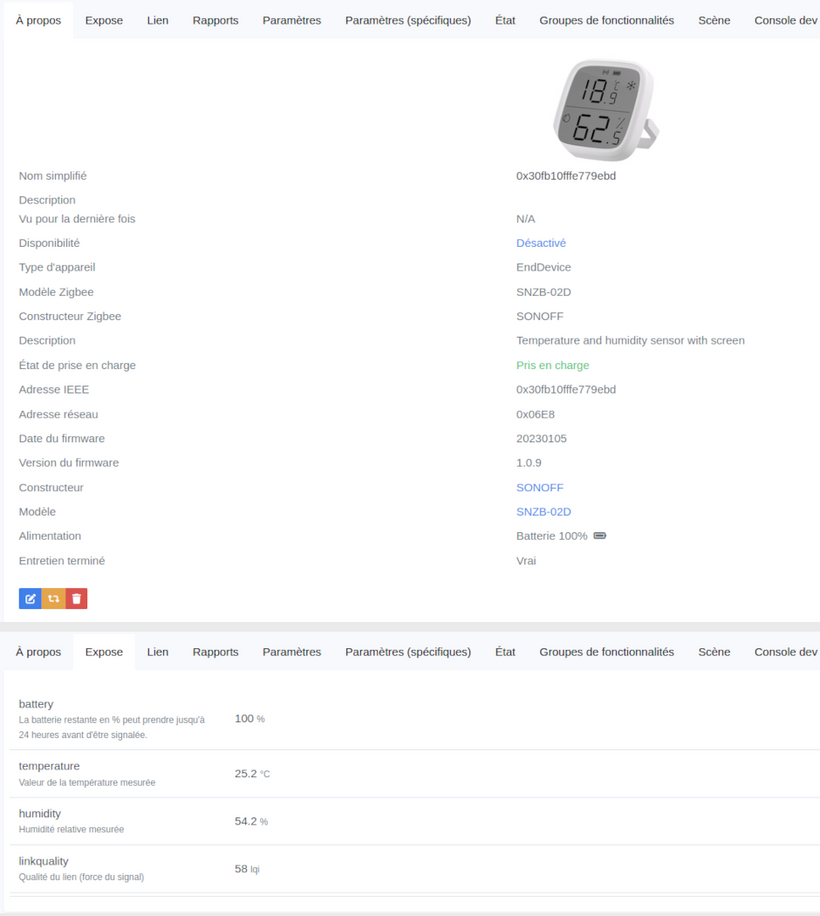 À propos Expose Lien Rapports Paramètres Paramètres (spécifiques) État Groupes de fonctionnalités Scène Console dev
18.9 °C
62.5 %
Nom simplifié 0x30fb10fffe779ebd
Description
Vu pour la dernière fois N/A
Disponibilité Désactivé
Type d'appareil EndDevice
Modèle Zigbee SNZB-02D
Constructeur Zigbee SONOFF
Description Temperature and humidity sensor with screen
État de prise en charge Pris en charge
Adresse IEEE 0x30fb10fffe779ebd
Adresse réseau 0x06E8
Date du firmware 20230105
Version du firmware 1.0.9
Constructeur SONOFF
Modèle SNZB-02D
Alimentation Batterie 100%
Entretien terminé Vrai
À propos Expose Lien Rapports Paramètres Paramètres (spécifiques) État Groupes de fonctionnalités Scène Console dev
battery
La batterie restante en % peut prendre jusqu'à 100 %
24 heures avant d'être signalée.
temperature
Valeur de la température mesurée 25.2 °C
humidity
Humidité relative mesurée 54.2 %
linkquality
Qualité du lien (force du signal) 58 lqi